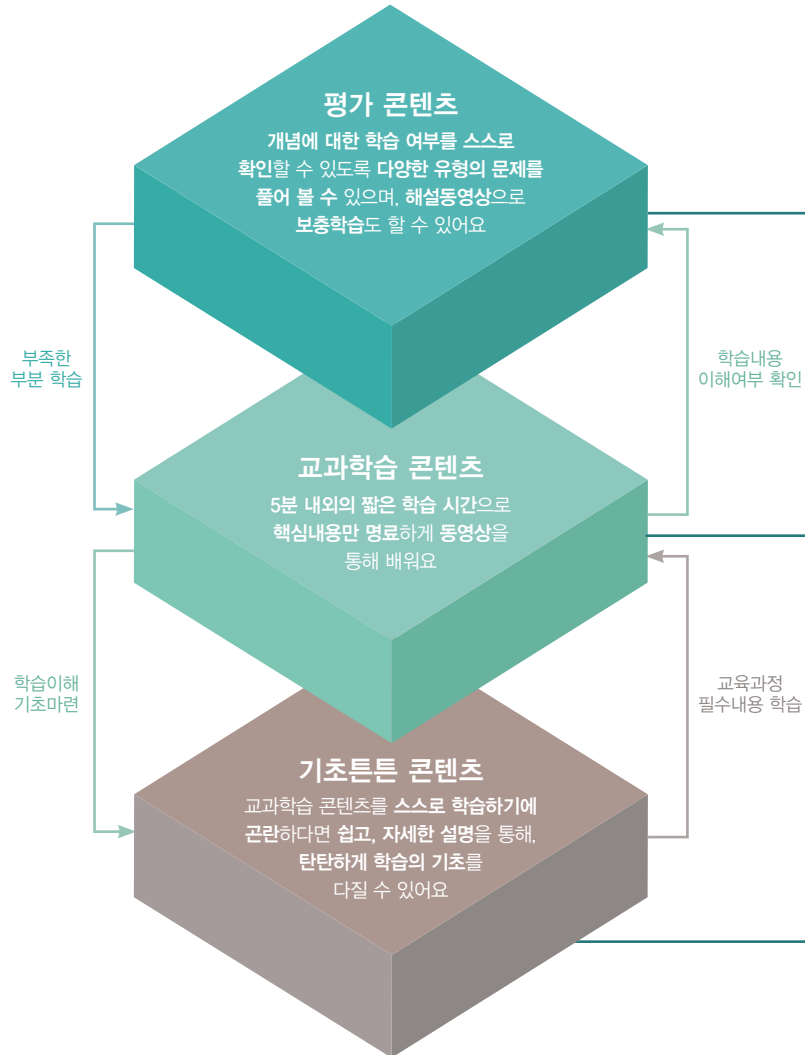 평가 콘텐츠
개념에 대한 학습 여부를 스스로
확인할 수 있도록 다양한 유형의 문제를
풀어 볼 수 있으며, 해설동영상으로
보충학습도 할 수 있어요
부족한
부분 학습
학습내용
이해여부 확인
교과학습 콘텐츠
5분 내외의 짧은 학습 시간으로
핵심내용만 명료하게 동영상을
통해 배워요
학습이해
기초마련
교육과정
필수내용 학습
기초튼튼 콘텐츠
교과학습 콘텐츠를 스스로 학습하기에
곤란하다면 쉽고, 자세한 설명을 통해,
탄탄하게 학습의 기초를
다질 수 있어요